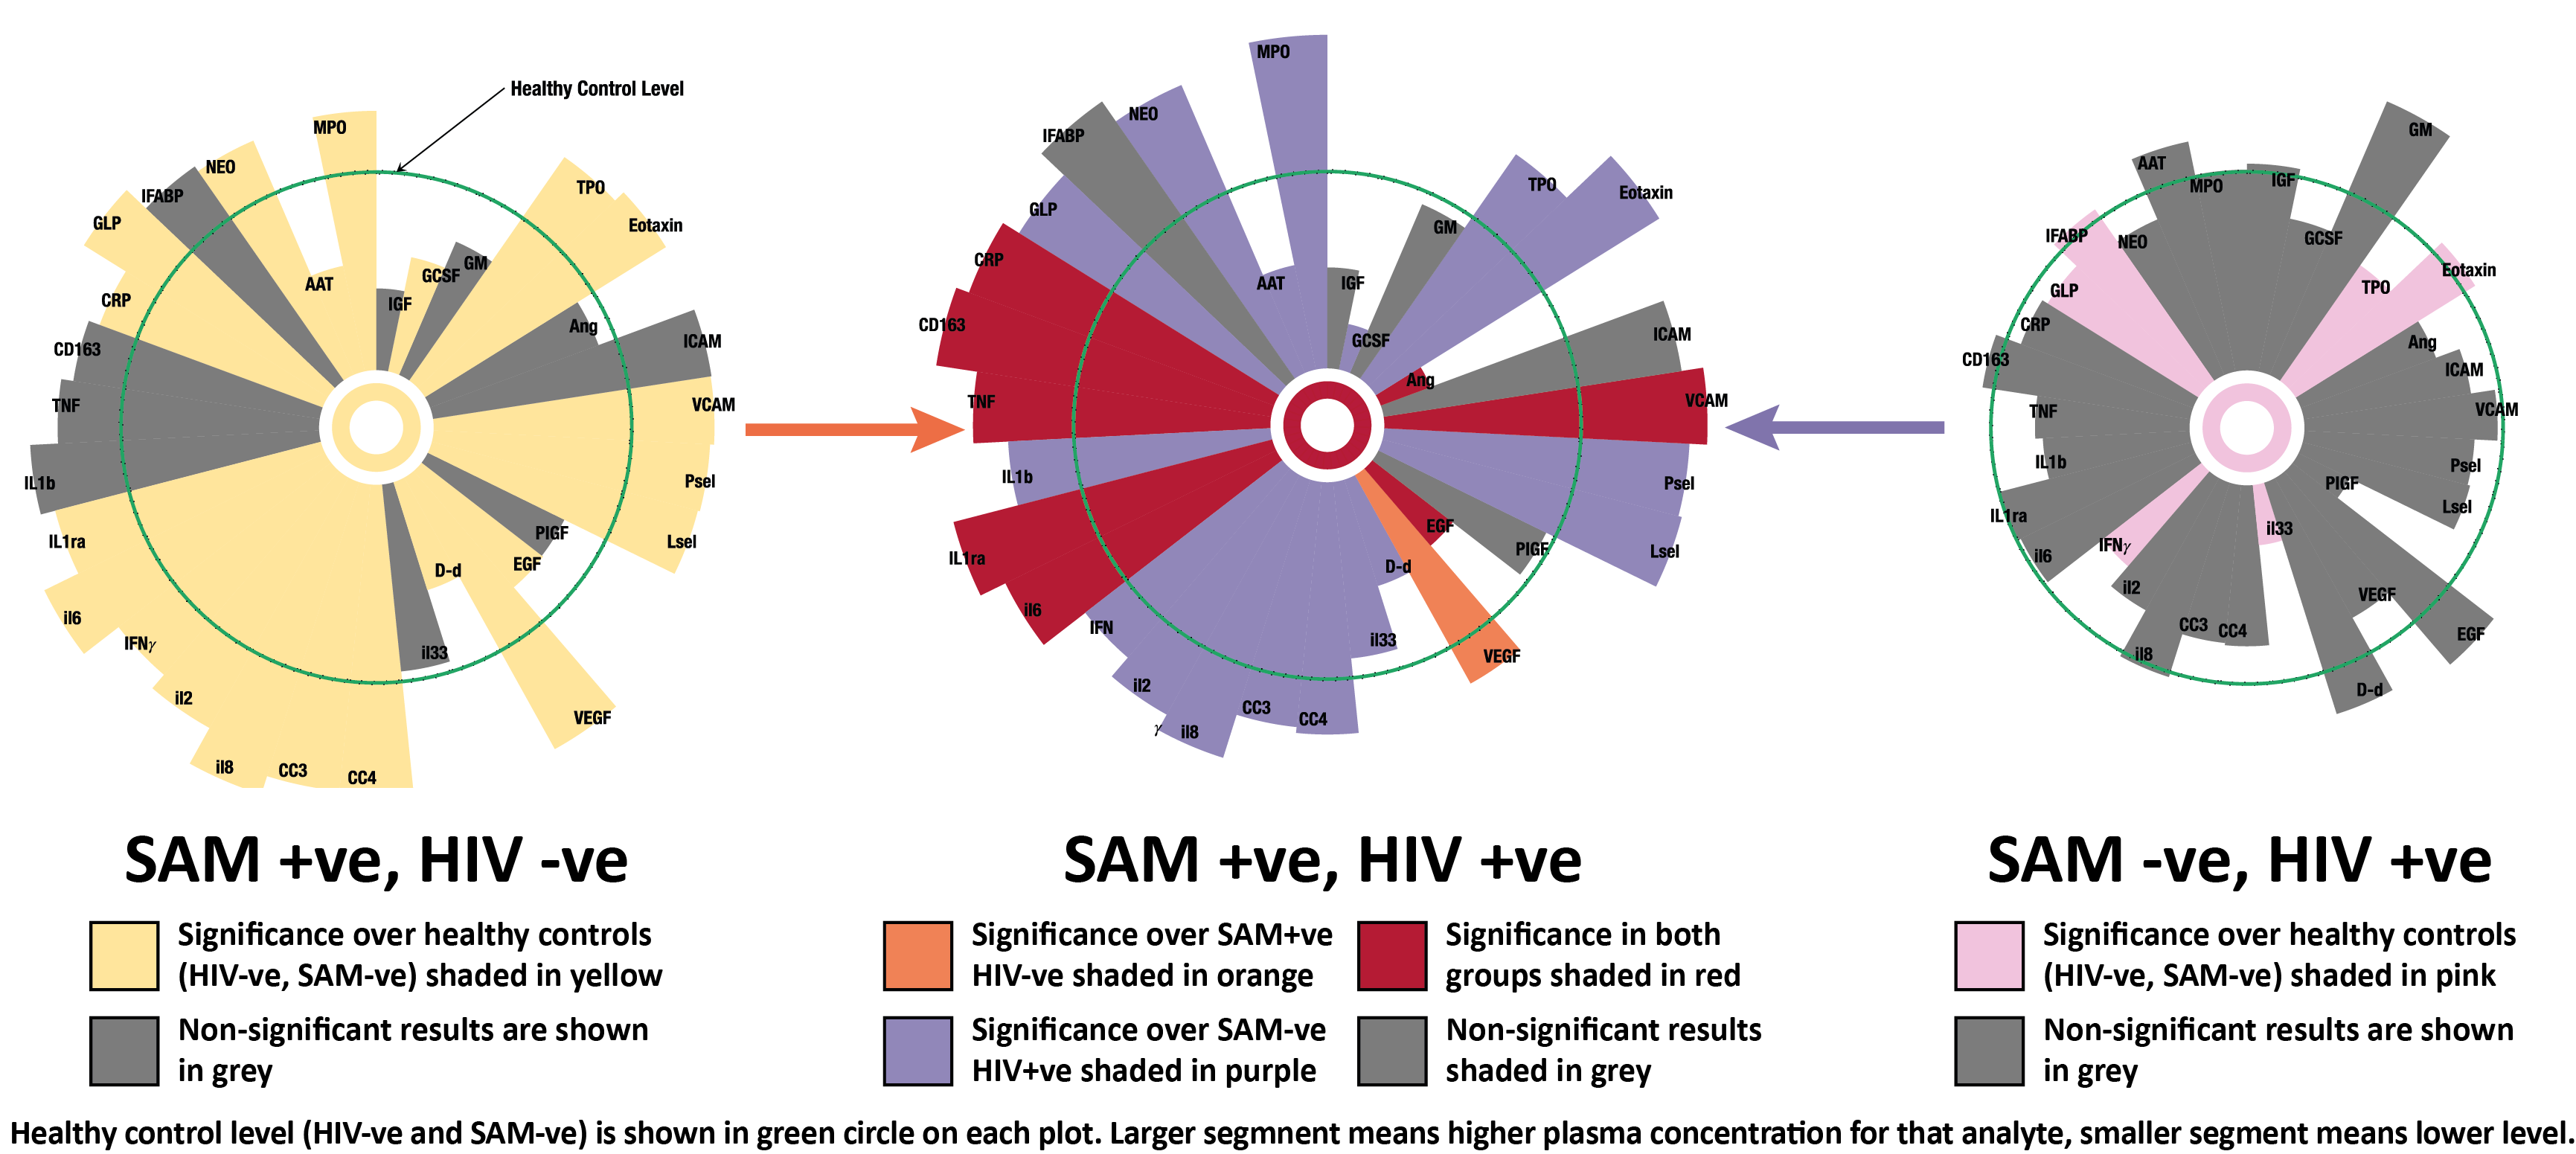 Healthy Control Level
MPO
NEO
IFABP
GLP
CRP
CD163
TNF
IL1b
IL1ra
il6
IFNγ
il2
il8
CC3
CC4
il33
D-d
VEGF
EGF
PIGF
Lsel
Psel
VCAM
ICAM
Ang
Eotaxin
TPO
GM
GCSF
IGF
AAT
MPO
NEO
IFABP
GLP
CRP
CD163
TNF
IL1b
IL1ra
il6
IFN
il2
γ
il8
CC3
CC4
il33
D-d
VEGF
EGF
PIGF
Lsel
Psel
VCAM
ICAM
Ang
Eotaxin
TPO
GM
GCSF
IGF
AAT
MPO
AAT
NEO
IFABP
GLP
CRP
CD163
TNF
IL1b
IL1ra
il6
IFNγ
il2
il8
CC3
CC4
il33
D-d
VEGF
EGF
PIGF
Lsel
Psel
VCAM
ICAM
Ang
Eotaxin
TPO
GM
GCSF
IGF
SAM +ve, HIV -ve
Significance over healthy controls
(HIV-ve, SAM-ve) shaded in yellow
Non-significant results are shown
in grey
SAM +ve, HIV +ve
Significance over SAM+ve
HIV-ve shaded in orange
Significance in both
groups shaded in red
Significance over SAM-ve
HIV+ve shaded in purple
Non-significant results
shaded in grey
SAM -ve, HIV +ve
Significance over healthy controls
(HIV-ve, SAM-ve) shaded in pink
Non-significant results are shown
in grey
Healthy control level (HIV-ve and SAM-ve) is shown in green circle on each plot. Larger segmnent means higher plasma concentration for that analyte, smaller segment means lower level.